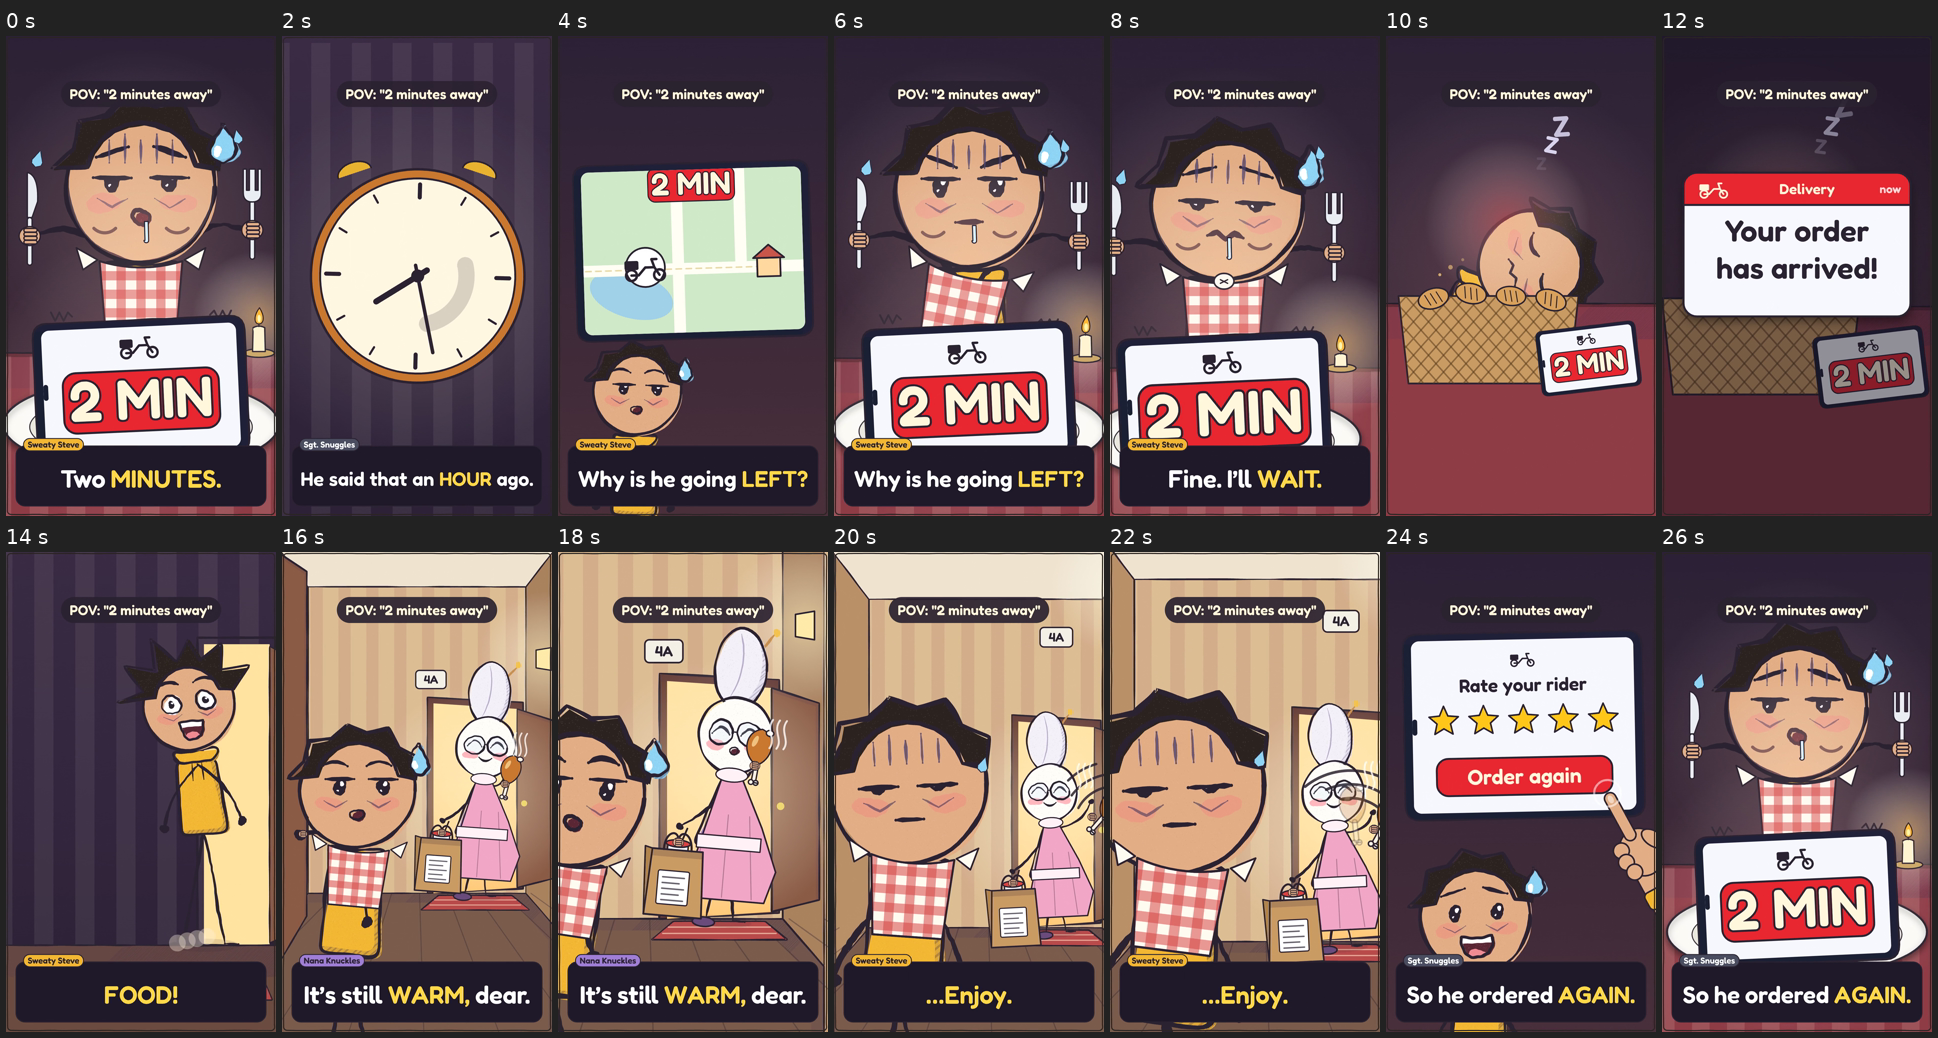 0 s
POV: "2 minutes away"
2 MIN
Sweaty Steve
Two MINUTES.
2 s
POV: "2 minutes away"
Sgt. Snuggles
He said that an HOUR ago.
4 s
POV: "2 minutes away"
2 MIN
Sweaty Steve
Why is he going LEFT?
6 s
POV: "2 minutes away"
2 MIN
Sweaty Steve
Why is he going LEFT?
8 s
POV: "2 minutes away"
2 MIN
Sweaty Steve
Fine. I'll WAIT.
10 s
POV: "2 minutes away"
Z
Z
Z
2 MIN
12 s
POV: "2 minutes away"
Z
Z
Z
Delivery
now
Your order
has arrived!
2 MIN
14 s
POV: "2 minutes away"
Sweaty Steve
FOOD!
16 s
POV: "2 minutes away"
4A
Nana Knuckles
It's still WARM, dear.
18 s
POV: "2 minutes away"
4A
Nana Knuckles
It's still WARM, dear.
20 s
POV: "2 minutes away"
4A
Sweaty Steve
...Enjoy.
22 s
POV: "2 minutes away"
4A
Sweaty Steve
...Enjoy.
24 s
POV: "2 minutes away"
Rate your rider
Order again
Sgt. Snuggles
So he ordered AGAIN.
26 s
POV: "2 minutes away"
2 MIN
Sgt. Snuggles
So he ordered AGAIN.